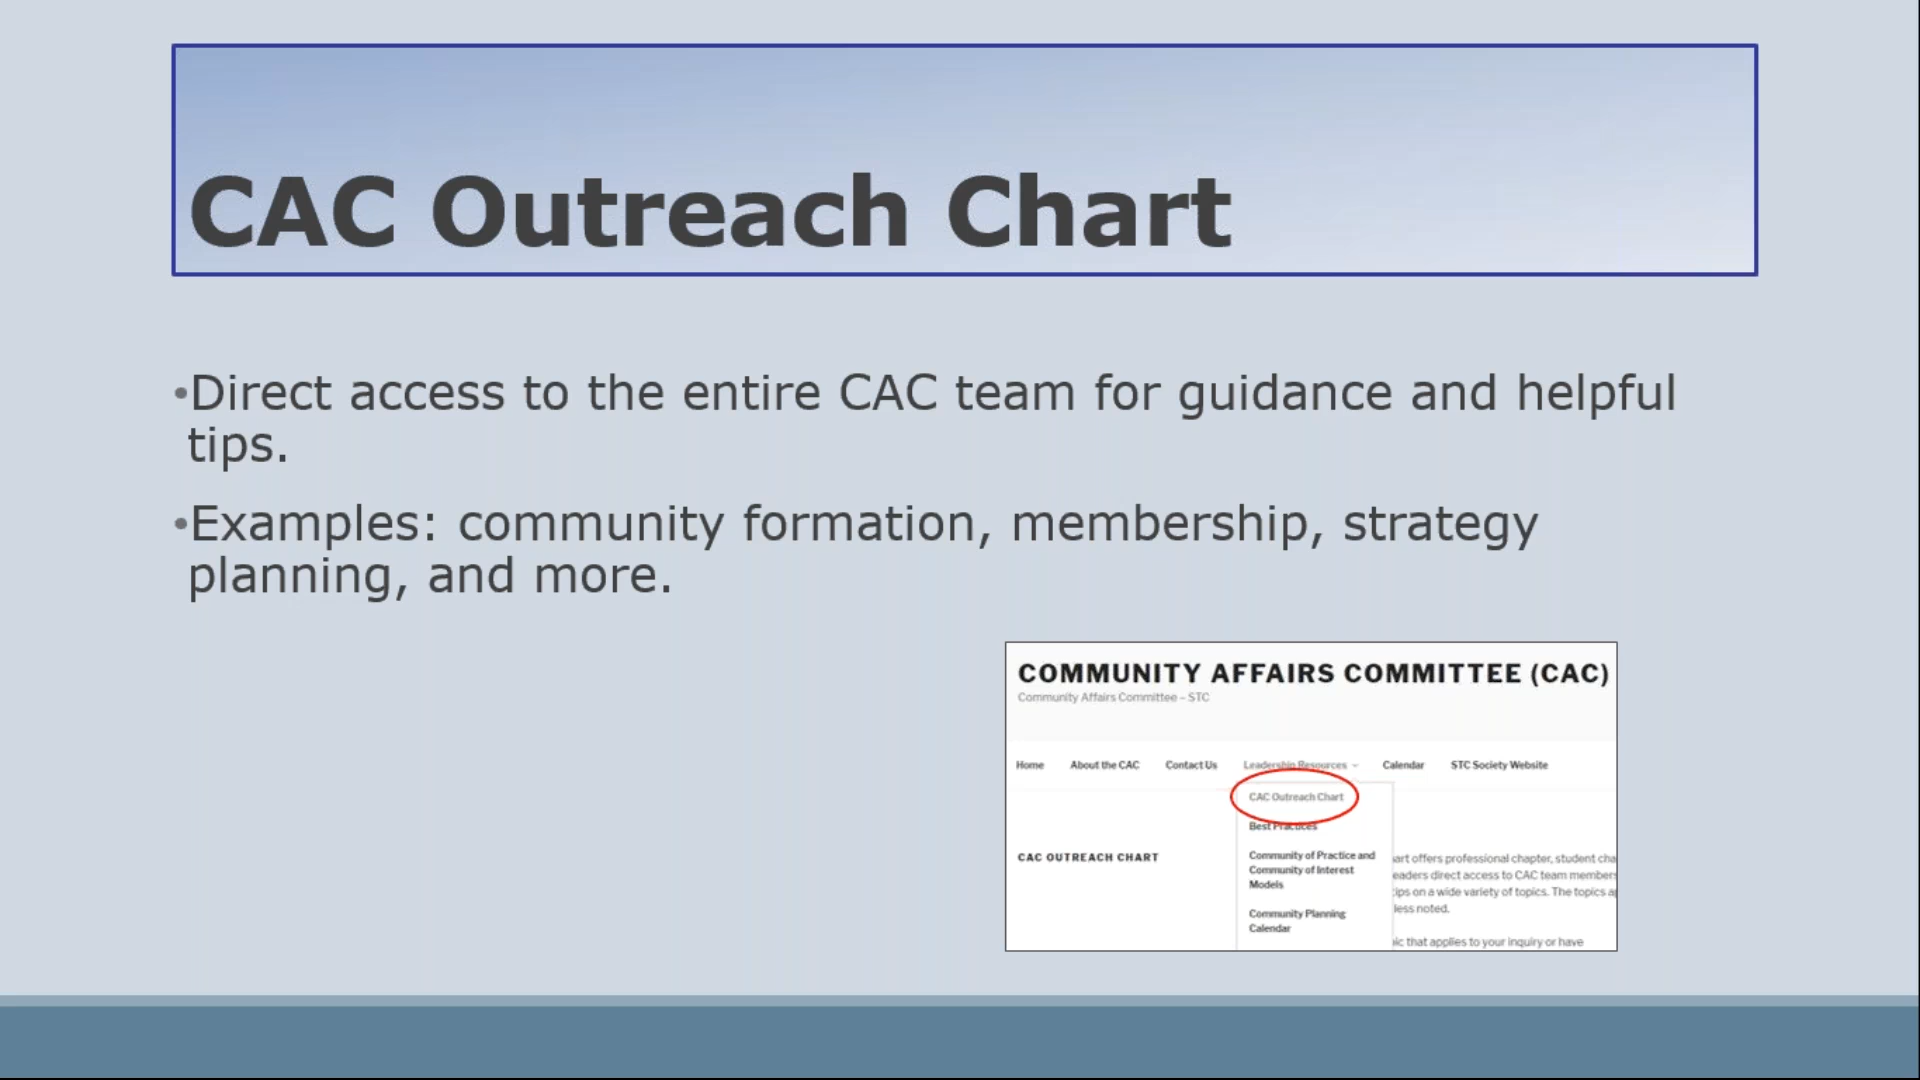 CAC Outreach Chart
•Direct access to the entire CAC team for guidance and helpful
tips.
•Examples: community formation, membership, strategy
planning, and more.
COMMUNITY AFFAIRS COMMITTEE (CAC)
Community Affairs Committee – STC
Home About the CAC Contact Us Leadership Resources Calendar STC Society Website
CAC Outreach Chart
Best Practices
Community of Practice and
Community of Interest
Models
Community Planning
Calendar
CAC OUTREACH CHART
art offers professional chapter, student cha
eaders direct access to CAC team members
ips on a wide variety of topics. The topics ap
less noted.
ic that applies to your inquiry or have